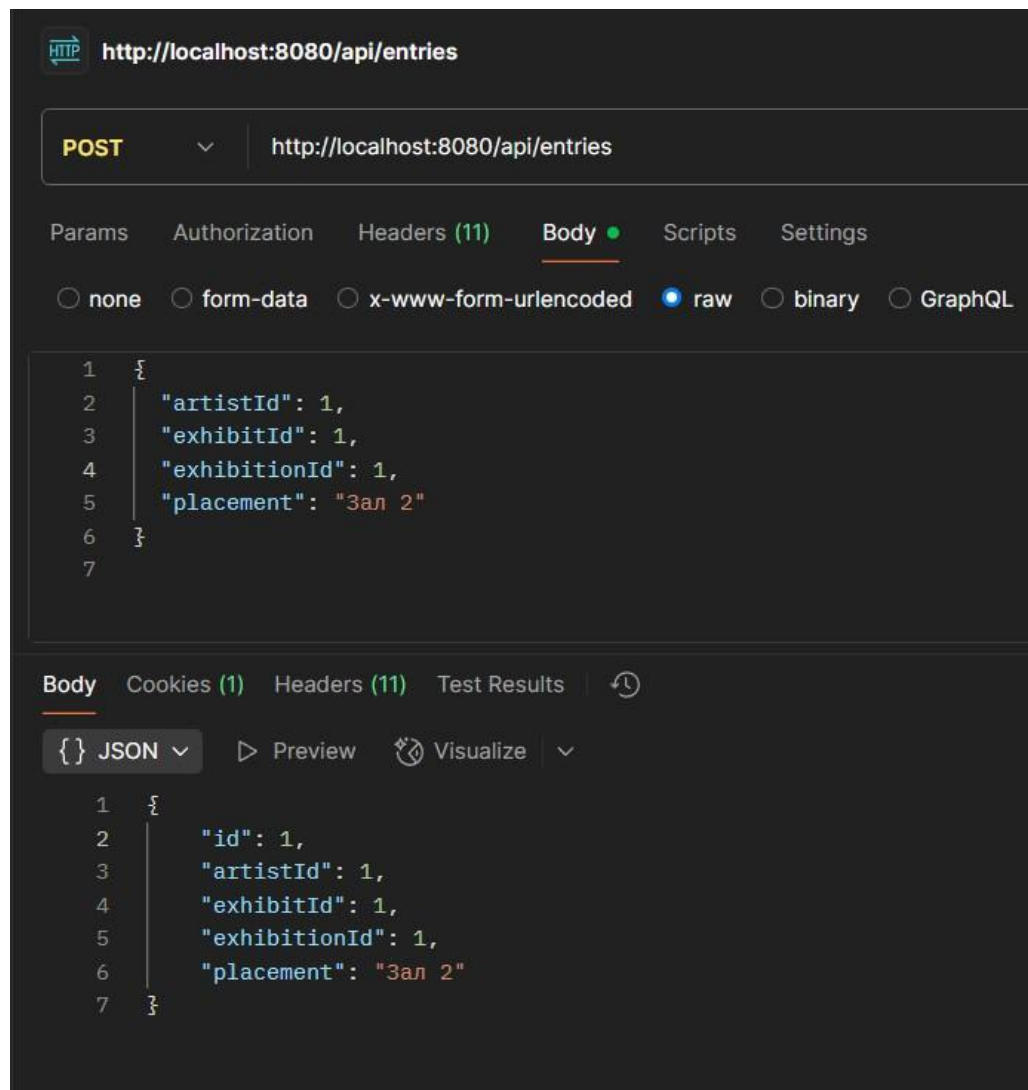 HTTP http://localhost:8080/api/entries
POST http://localhost:8080/api/entries
Params Authorization Headers (11) Body Scripts Settings
none form-data x-www-form-urlencoded raw binary GraphQL
1 {
2 "artistId": 1,
3 "exhibitId": 1,
4 "exhibitionId": 1,
5 "placement": "Зал 2"
6 }
7
Body Cookies (1) Headers (11) Test Results
{} JSON Preview Visualize
1 {
2 "id": 1,
3 "artistId": 1,
4 "exhibitId": 1,
5 "exhibitionId": 1,
6 "placement": "Зал 2"
7 }